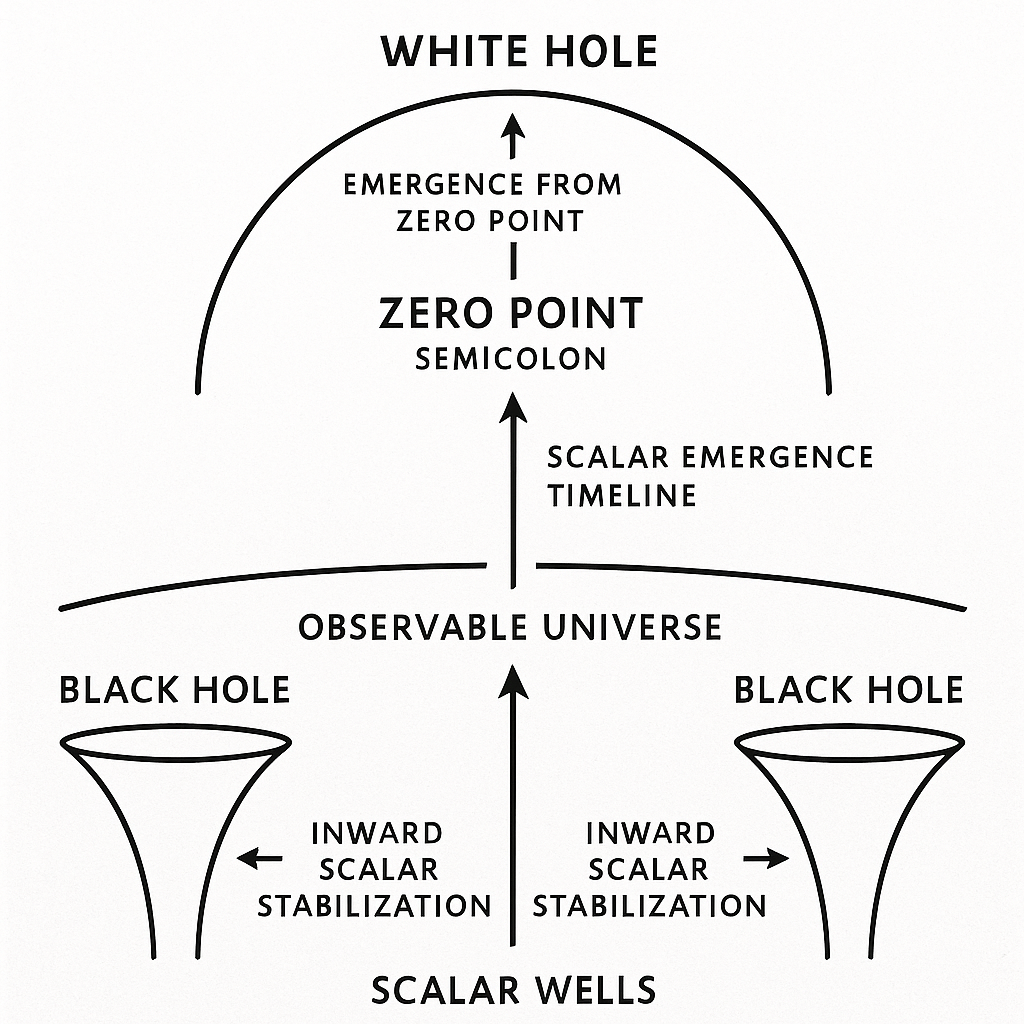 WHITE HOLE
EMERGENCE FROM
ZERO POINT
ZERO POINT
SEMICOLON
SCALAR EMERGENCE
TIMELINE
OBSERVABLE UNIVERSE
BLACK HOLE
BLACK HOLE
INWARD
SCALAR
STABILIZATION
INWARD
SCALAR
STABILIZATION
SCALAR WELLS